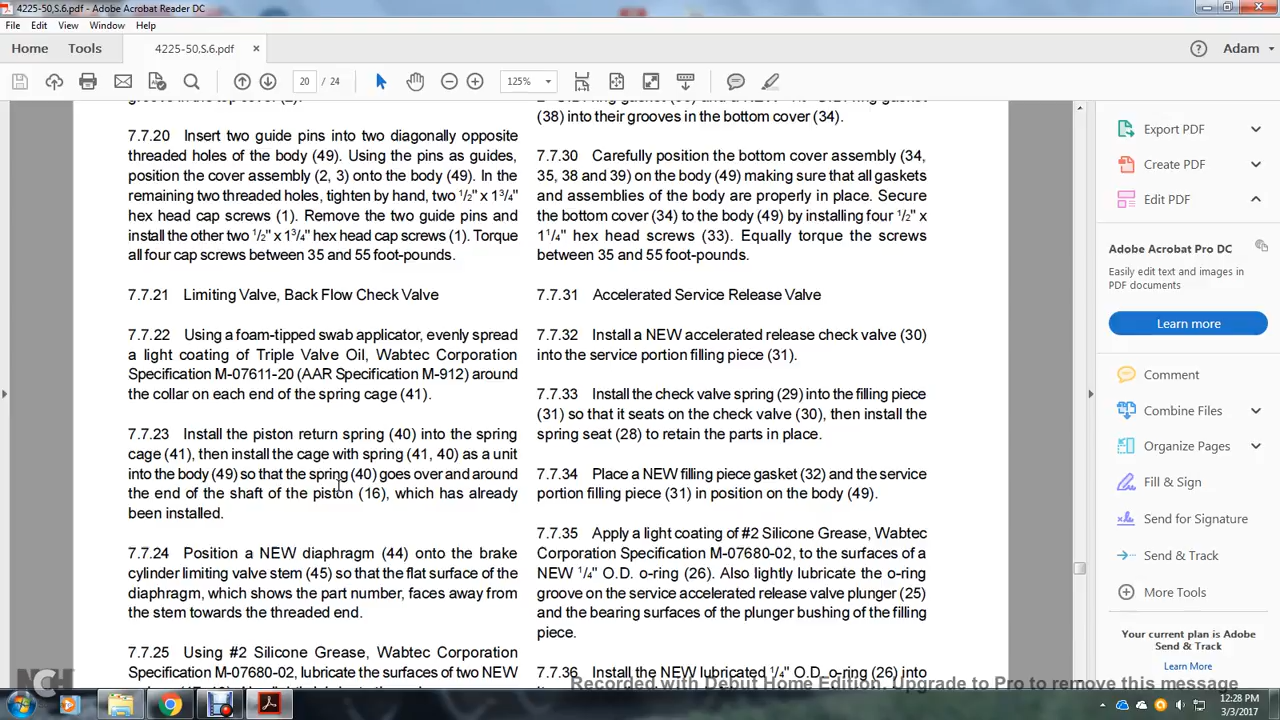 4225-50,S.6.pdf - Adobe Acrobat Reader DC
File Edit View Window Help
Home Tools 4225-50,S.6.pdf × Adam
20 / 24 125%
groove in the top cover (2).
7.7.20 Insert two guide pins into two diagonally opposite
threaded holes of the body (49). Using the pins as guides,
position the cover assembly (2, 3) onto the body (49). In the
remaining two threaded holes, tighten by hand, two 1/2" x 13/4"
hex head cap screws (1). Remove the two guide pins and
install the other two 1/2" x 13/4" hex head cap screws (1). Torque
all four cap screws between 35 and 55 foot-pounds.
7.7.21 Limiting Valve, Back Flow Check Valve
7.7.22 Using a foam-tipped swab applicator, evenly spread
a light coating of Triple Valve Oil, Wabtec Corporation
Specification M-07611-20 (AAR Specification M-912) around
the collar on each end of the spring cage (41).
7.7.23 Install the piston return spring (40) into the spring
cage (41), then install the cage with spring (41, 40) as a unit
into the body (49) so that the spring (40) goes over and around
the end of the shaft of the piston (16), which has already
been installed.
7.7.24 Position a NEW diaphragm (44) onto the brake
cylinder limiting valve stem (45) so that the flat surface of the
diaphragm, which shows the part number, faces away from
the stem towards the threaded end.
7.7.25 Using #2 Silicone Grease, Wabtec Corporation
Specification M-07680-02, lubricate the surfaces of two NEW
(38) into their grooves in the bottom cover (34).
7.7.30 Carefully position the bottom cover assembly (34,
35, 38 and 39) on the body (49) making sure that all gaskets
and assemblies of the body are properly in place. Secure
the bottom cover (34) to the body (49) by installing four 1/2" x
11/4" hex head screws (33). Equally torque the screws
between 35 and 55 foot-pounds.
7.7.31 Accelerated Service Release Valve
7.7.32 Install a NEW accelerated release check valve (30)
into the service portion filling piece (31).
7.7.33 Install the check valve spring (29) into the filling piece
(31) so that it seats on the check valve (30), then install the
spring seat (28) to retain the parts in place.
7.7.34 Place a NEW filling piece gasket (32) and the service
portion filling piece (31) in position on the body (49).
7.7.35 Apply a light coating of #2 Silicone Grease, Wabtec
Corporation Specification M-07680-02, to the surfaces of a
NEW 1/4" O.D. o-ring (26). Also lightly lubricate the o-ring
groove on the service accelerated release valve plunger (25)
and the bearing surfaces of the plunger bushing of the filling
piece.
7.7.36 Install the NEW lubricated 1/4" O.D. o-ring (26) into
Export PDF
Create PDF
Edit PDF
Adobe Acrobat Pro DC
Easily edit text and images in
PDF documents
Learn more
Comment
Combine Files
Organize Pages
Fill & Sign
Send for Signature
Send & Track
More Tools
Your current plan is Adobe
Send & Track
Learn More
NCH
Recorded with Debut Home Edition. Upgrade to Pro to remove this message
12:28 PM
3/3/2017